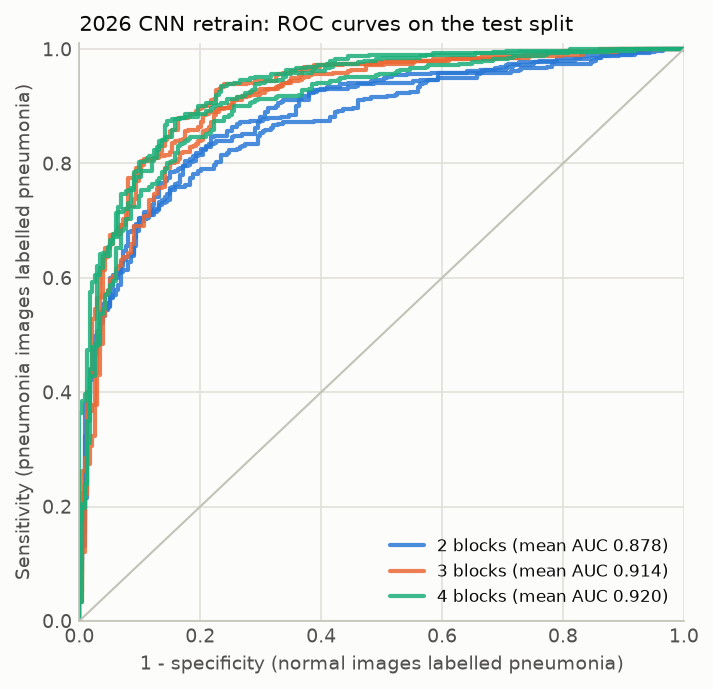 2026 CNN retrain: ROC curves on the test split
Sensitivity (pneumonia images labelled pneumonia)
1.0
0.8
0.6
0.4
0.2
0.0
2 blocks (mean AUC 0.878)
3 blocks (mean AUC 0.914)
4 blocks (mean AUC 0.920)
0.0 0.2 0.4 0.6 0.8 1.0
1 - specificity (normal images labelled pneumonia)